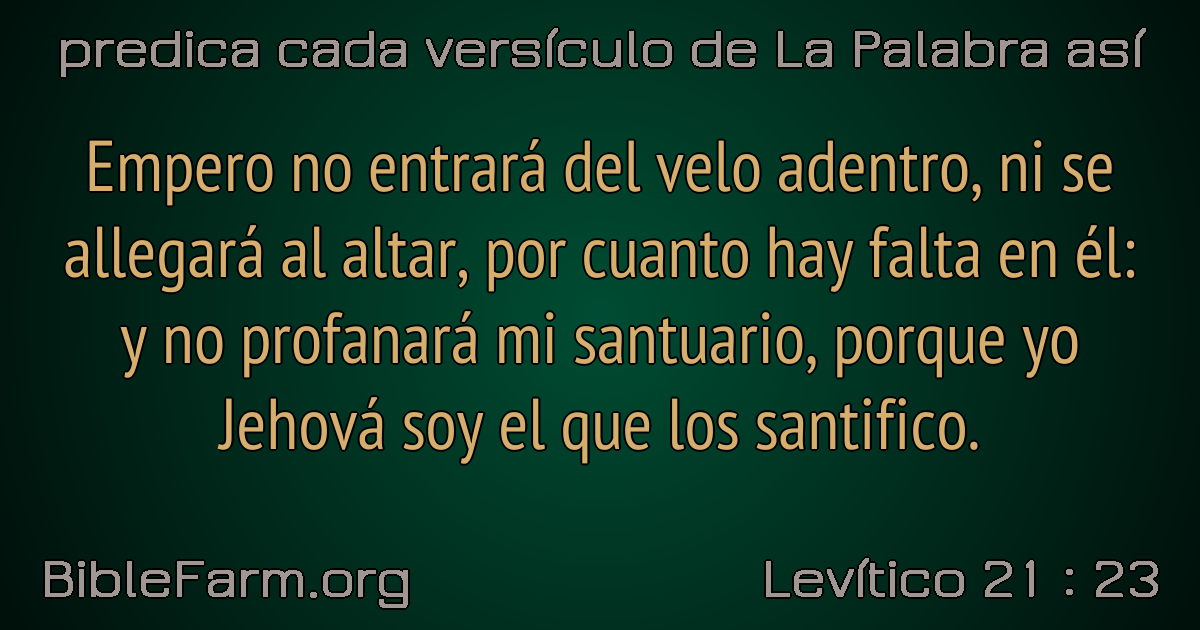 predica cada versículo de La Palabra así
Empero no entrará del velo adentro, ni se
allegará al altar, por cuanto hay falta en él:
y no profanará mi santuario, porque yo
Jehová soy el que los santifico.
BibleFarm.org
Levítico 21 : 23